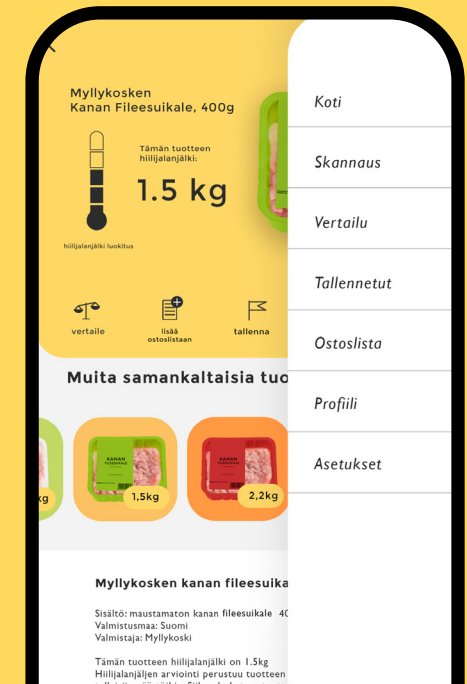 Myllykosken
Kanan Fileesuikale, 400g
Tämän tuotteen
hiilijalanjälki:
1.5 kg
hiilijalanjälki luokitus
vertaile
lisää
ostoslistaan
tallenna
Muita samankaltaisia tuo
kg
KANAN
FILEESUIKALE
1,5kg
KANAN
FILEESUIKALE
2,2kg
Myllykosken kanan fileesuika
Sisältö: maustamaton kanan fileesuikale 40
Valmistusmaa: Suomi
Valmistaja: Myllykoski
Tämän tuotteen hiilijalanjälki on 1.5kg
Hiilijalanjäljen arviointi perustuu tuotteen
Koti
Skannaus
Vertailu
Tallennetut
Ostoslista
Profiili
Asetukset